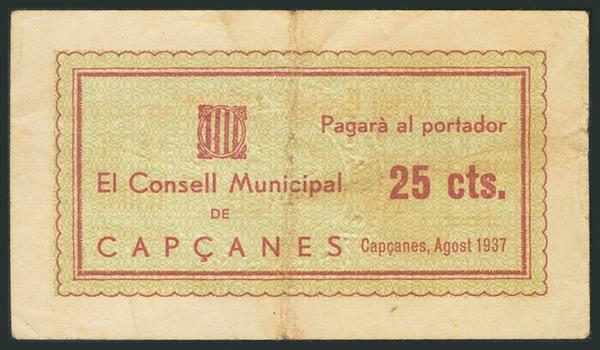 El Consell Municipal
DE
CAPÇANES
Pagarà al portador
25 cts.
Capçanes, Agost 1937